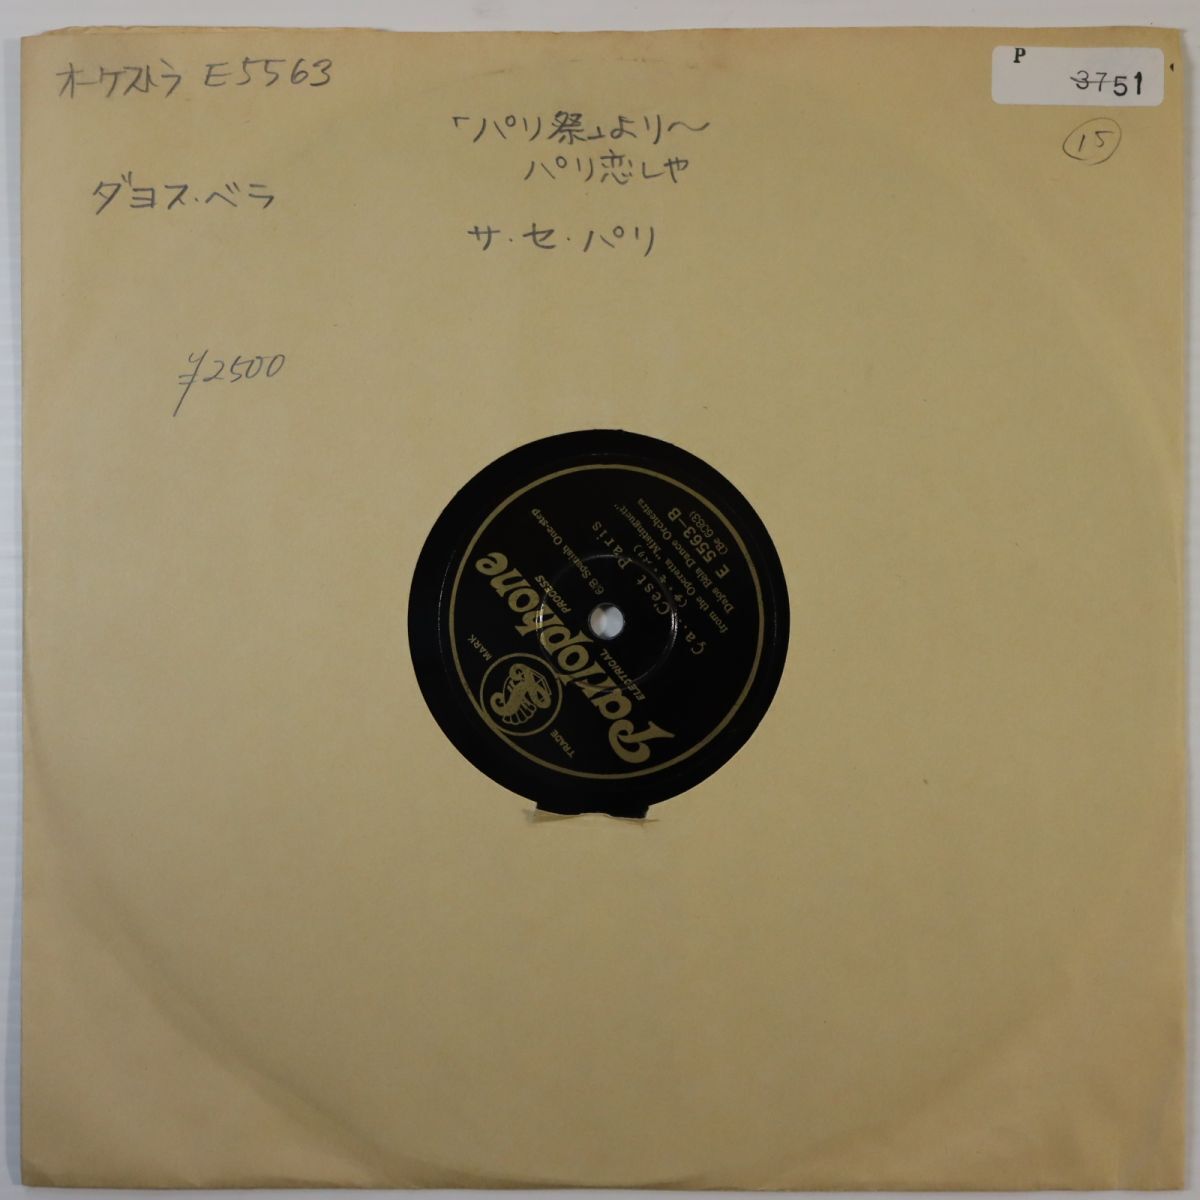 オーケストラ E5563
P
3751
15
「パリ祭」より〜
パリ恋しや
ダヨス・ベラ
サ・セ・パリ
¥2500
TRADE MARK
Parlophone
ELECTRICAL PROCESS
6/8 Spanish One-step
Ça, C'est Paris
(サ・セ・パリ)
from the Operetta "Mistinguett"
Dajos Béla Dance Orchestra
E 5563-B
(Be 6083)